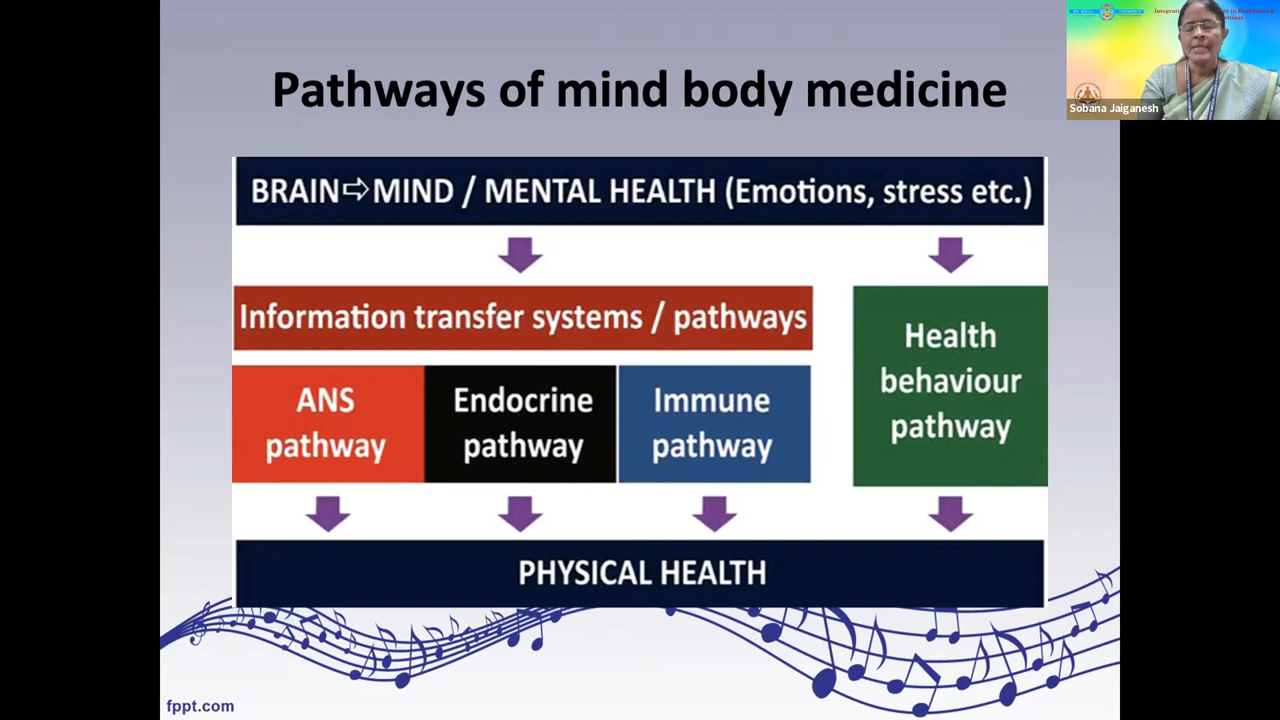 Pathways of mind body medicine
BRAIN⇨MIND / MENTAL HEALTH (Emotions, stress etc.)
Information transfer systems / pathways
ANS
pathway
Endocrine
pathway
Immune
pathway
Health
behaviour
pathway
PHYSICAL HEALTH
fppt.com
Sobana Jaiganesh